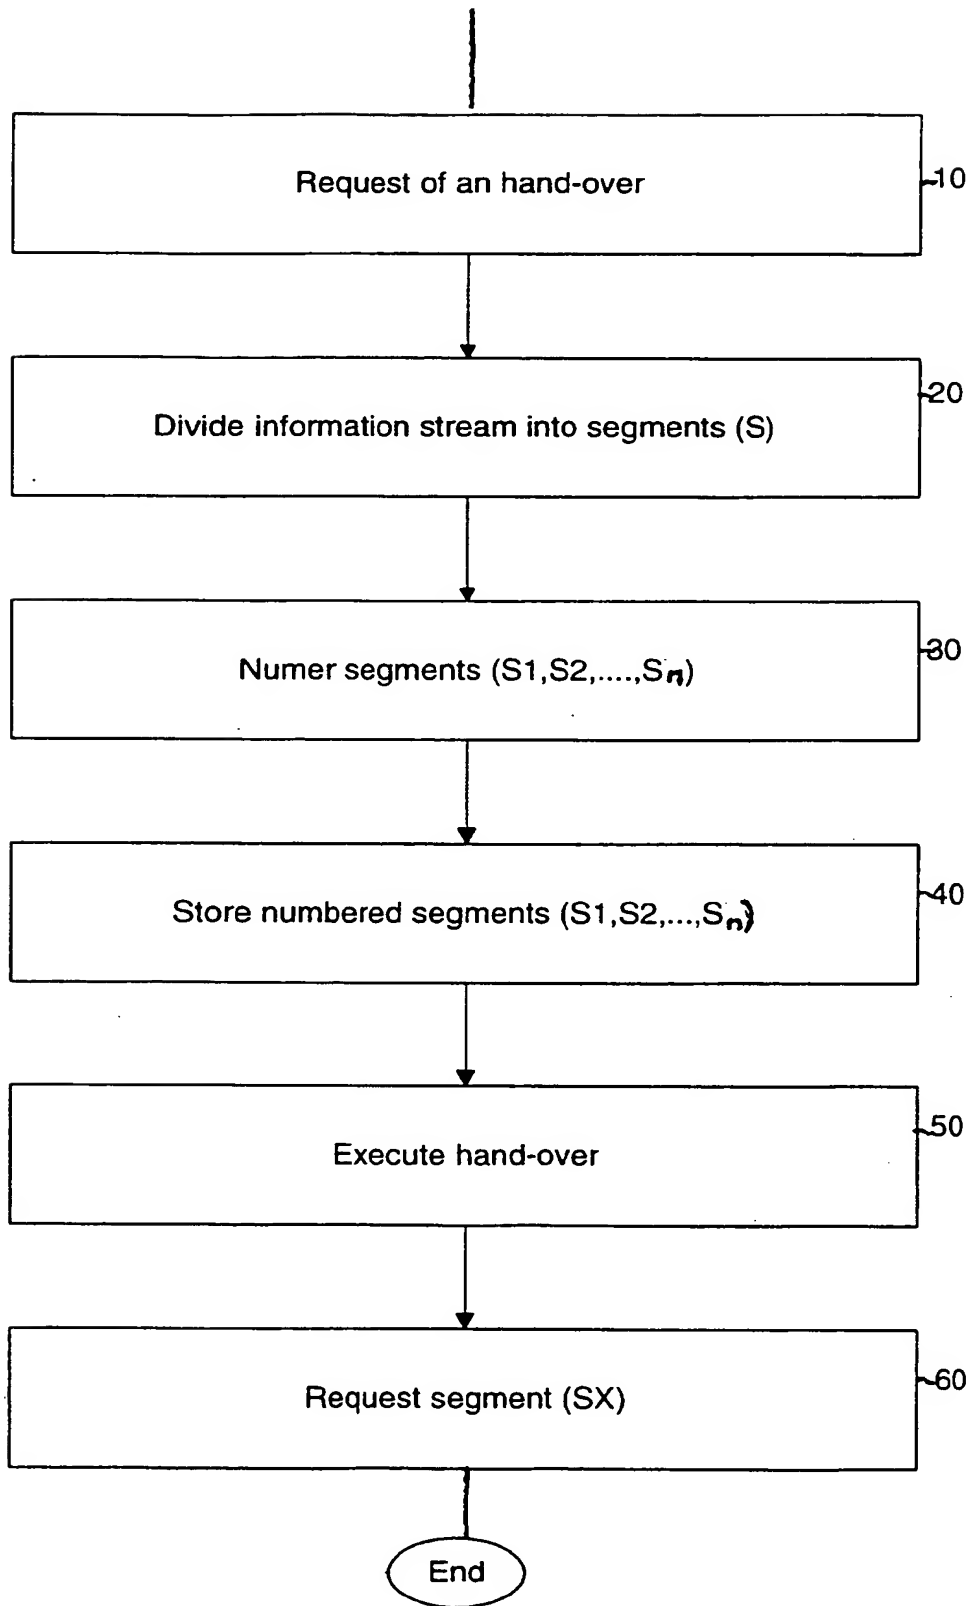 Request of an hand-over
10
Divide information stream into segments (S)
20
Numer segments (S1,S2,....,Sn)
30
Store numbered segments (S1,S2,...,Sn)
40
Execute hand-over
50
Request segment (SX)
60
End